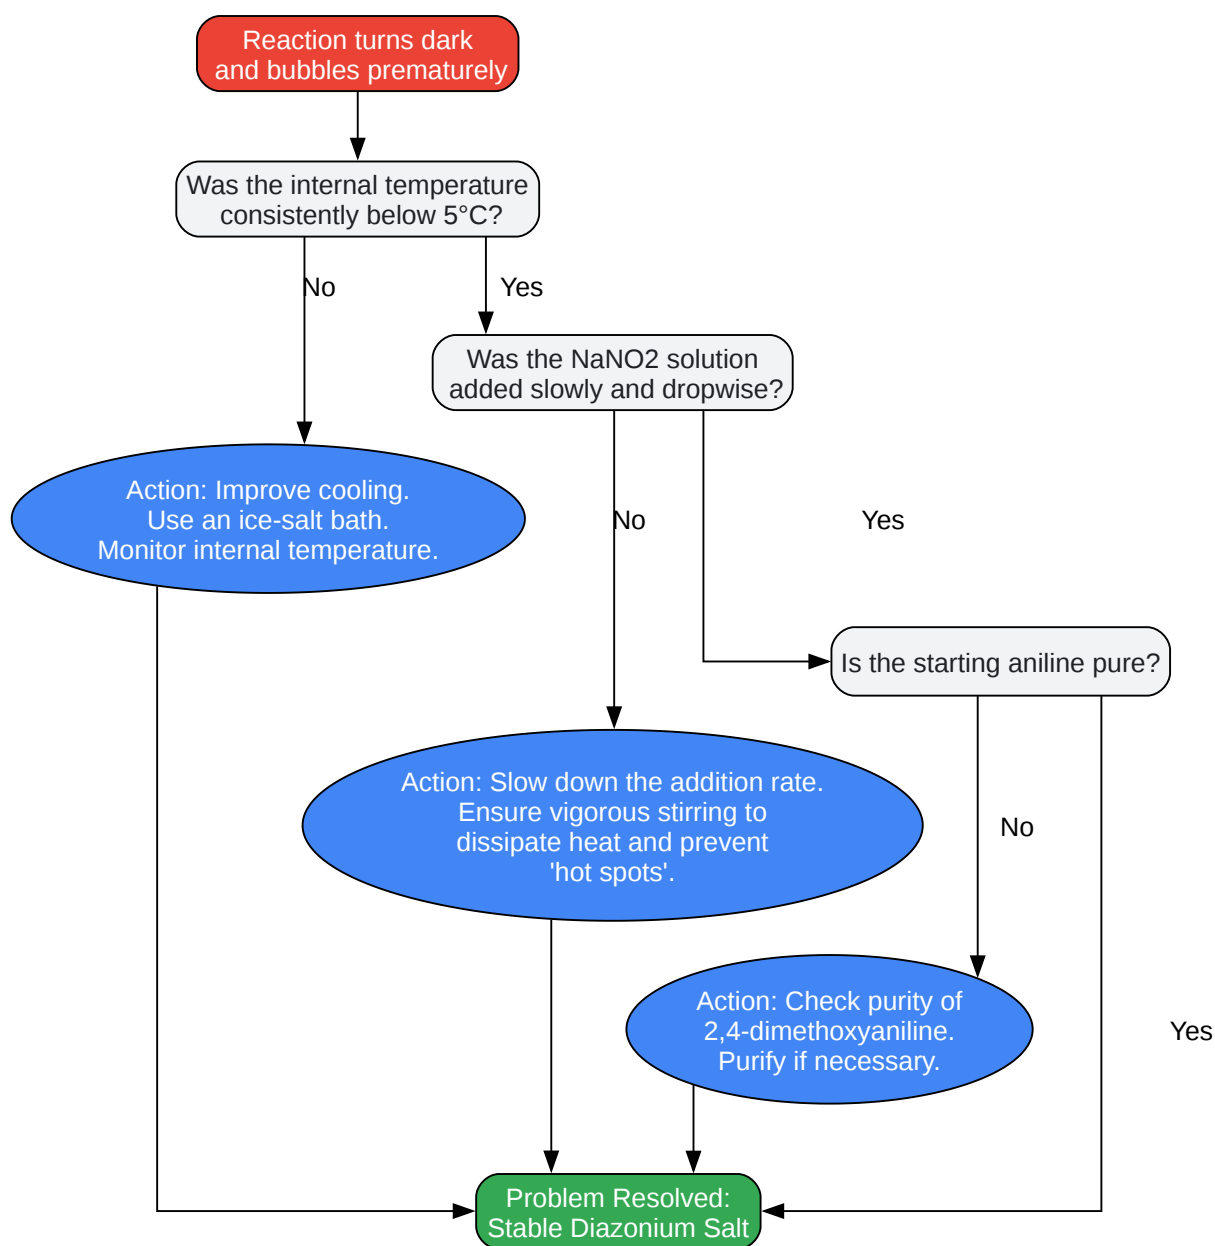 Reaction turns dark
and bubbles prematurely
Was the internal temperature
consistently below 5°C?
No
Yes
Was the NaNO2 solution
added slowly and dropwise?
Action: Improve cooling.
Use an ice-salt bath.
Monitor internal temperature.
No
Yes
Is the starting aniline pure?
Action: Slow down the addition rate.
Ensure vigorous stirring to
dissipate heat and prevent
'hot spots'.
No
Action: Check purity of
2,4-dimethoxyaniline.
Purify if necessary.
Yes
Problem Resolved:
Stable Diazonium Salt